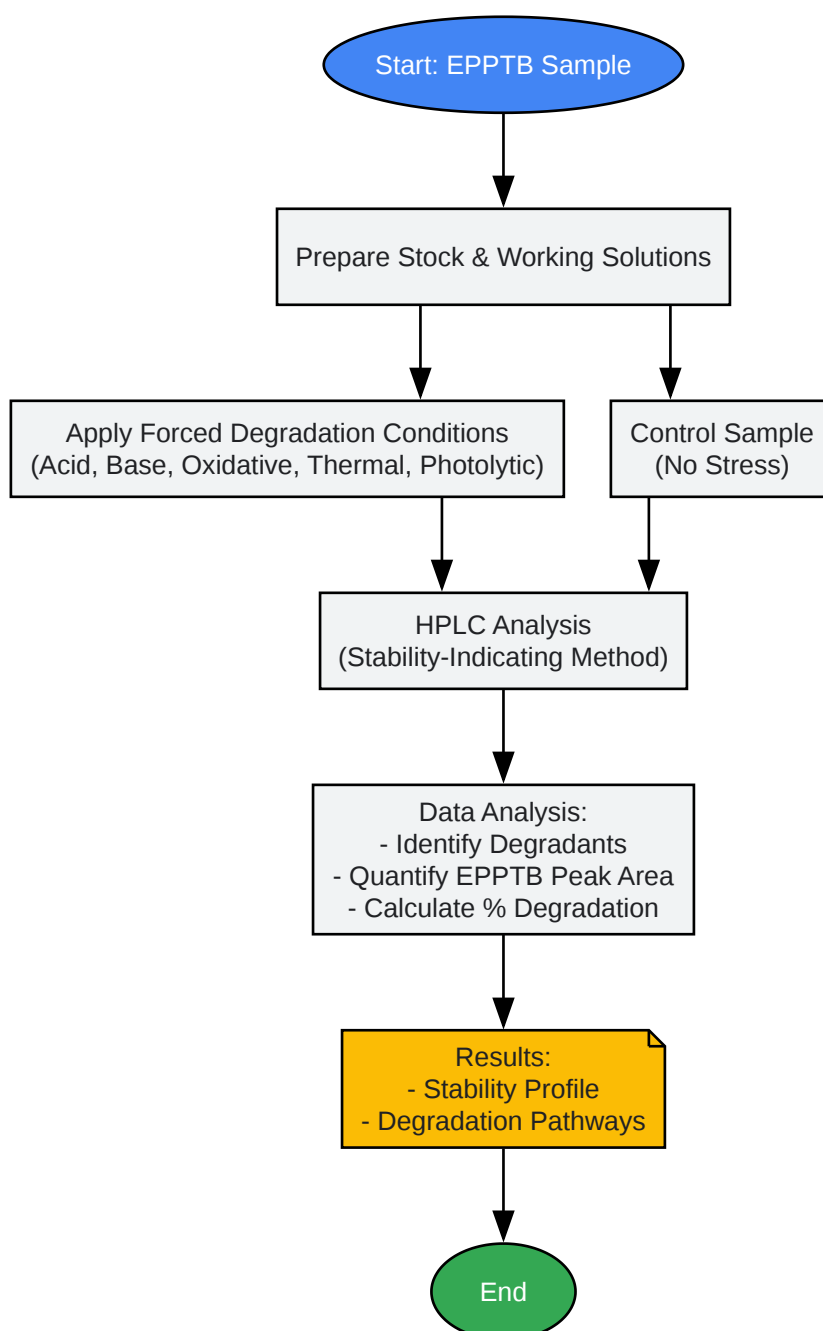 Start: EPPTB Sample
Prepare Stock & Working Solutions
Apply Forced Degradation Conditions
(Acid, Base, Oxidative, Thermal, Photolytic)
Control Sample
(No Stress)
HPLC Analysis
(Stability-Indicating Method)
Data Analysis:
- Identify Degradants
- Quantify EPPTB Peak Area
- Calculate % Degradation
Results:
- Stability Profile
- Degradation Pathways
End